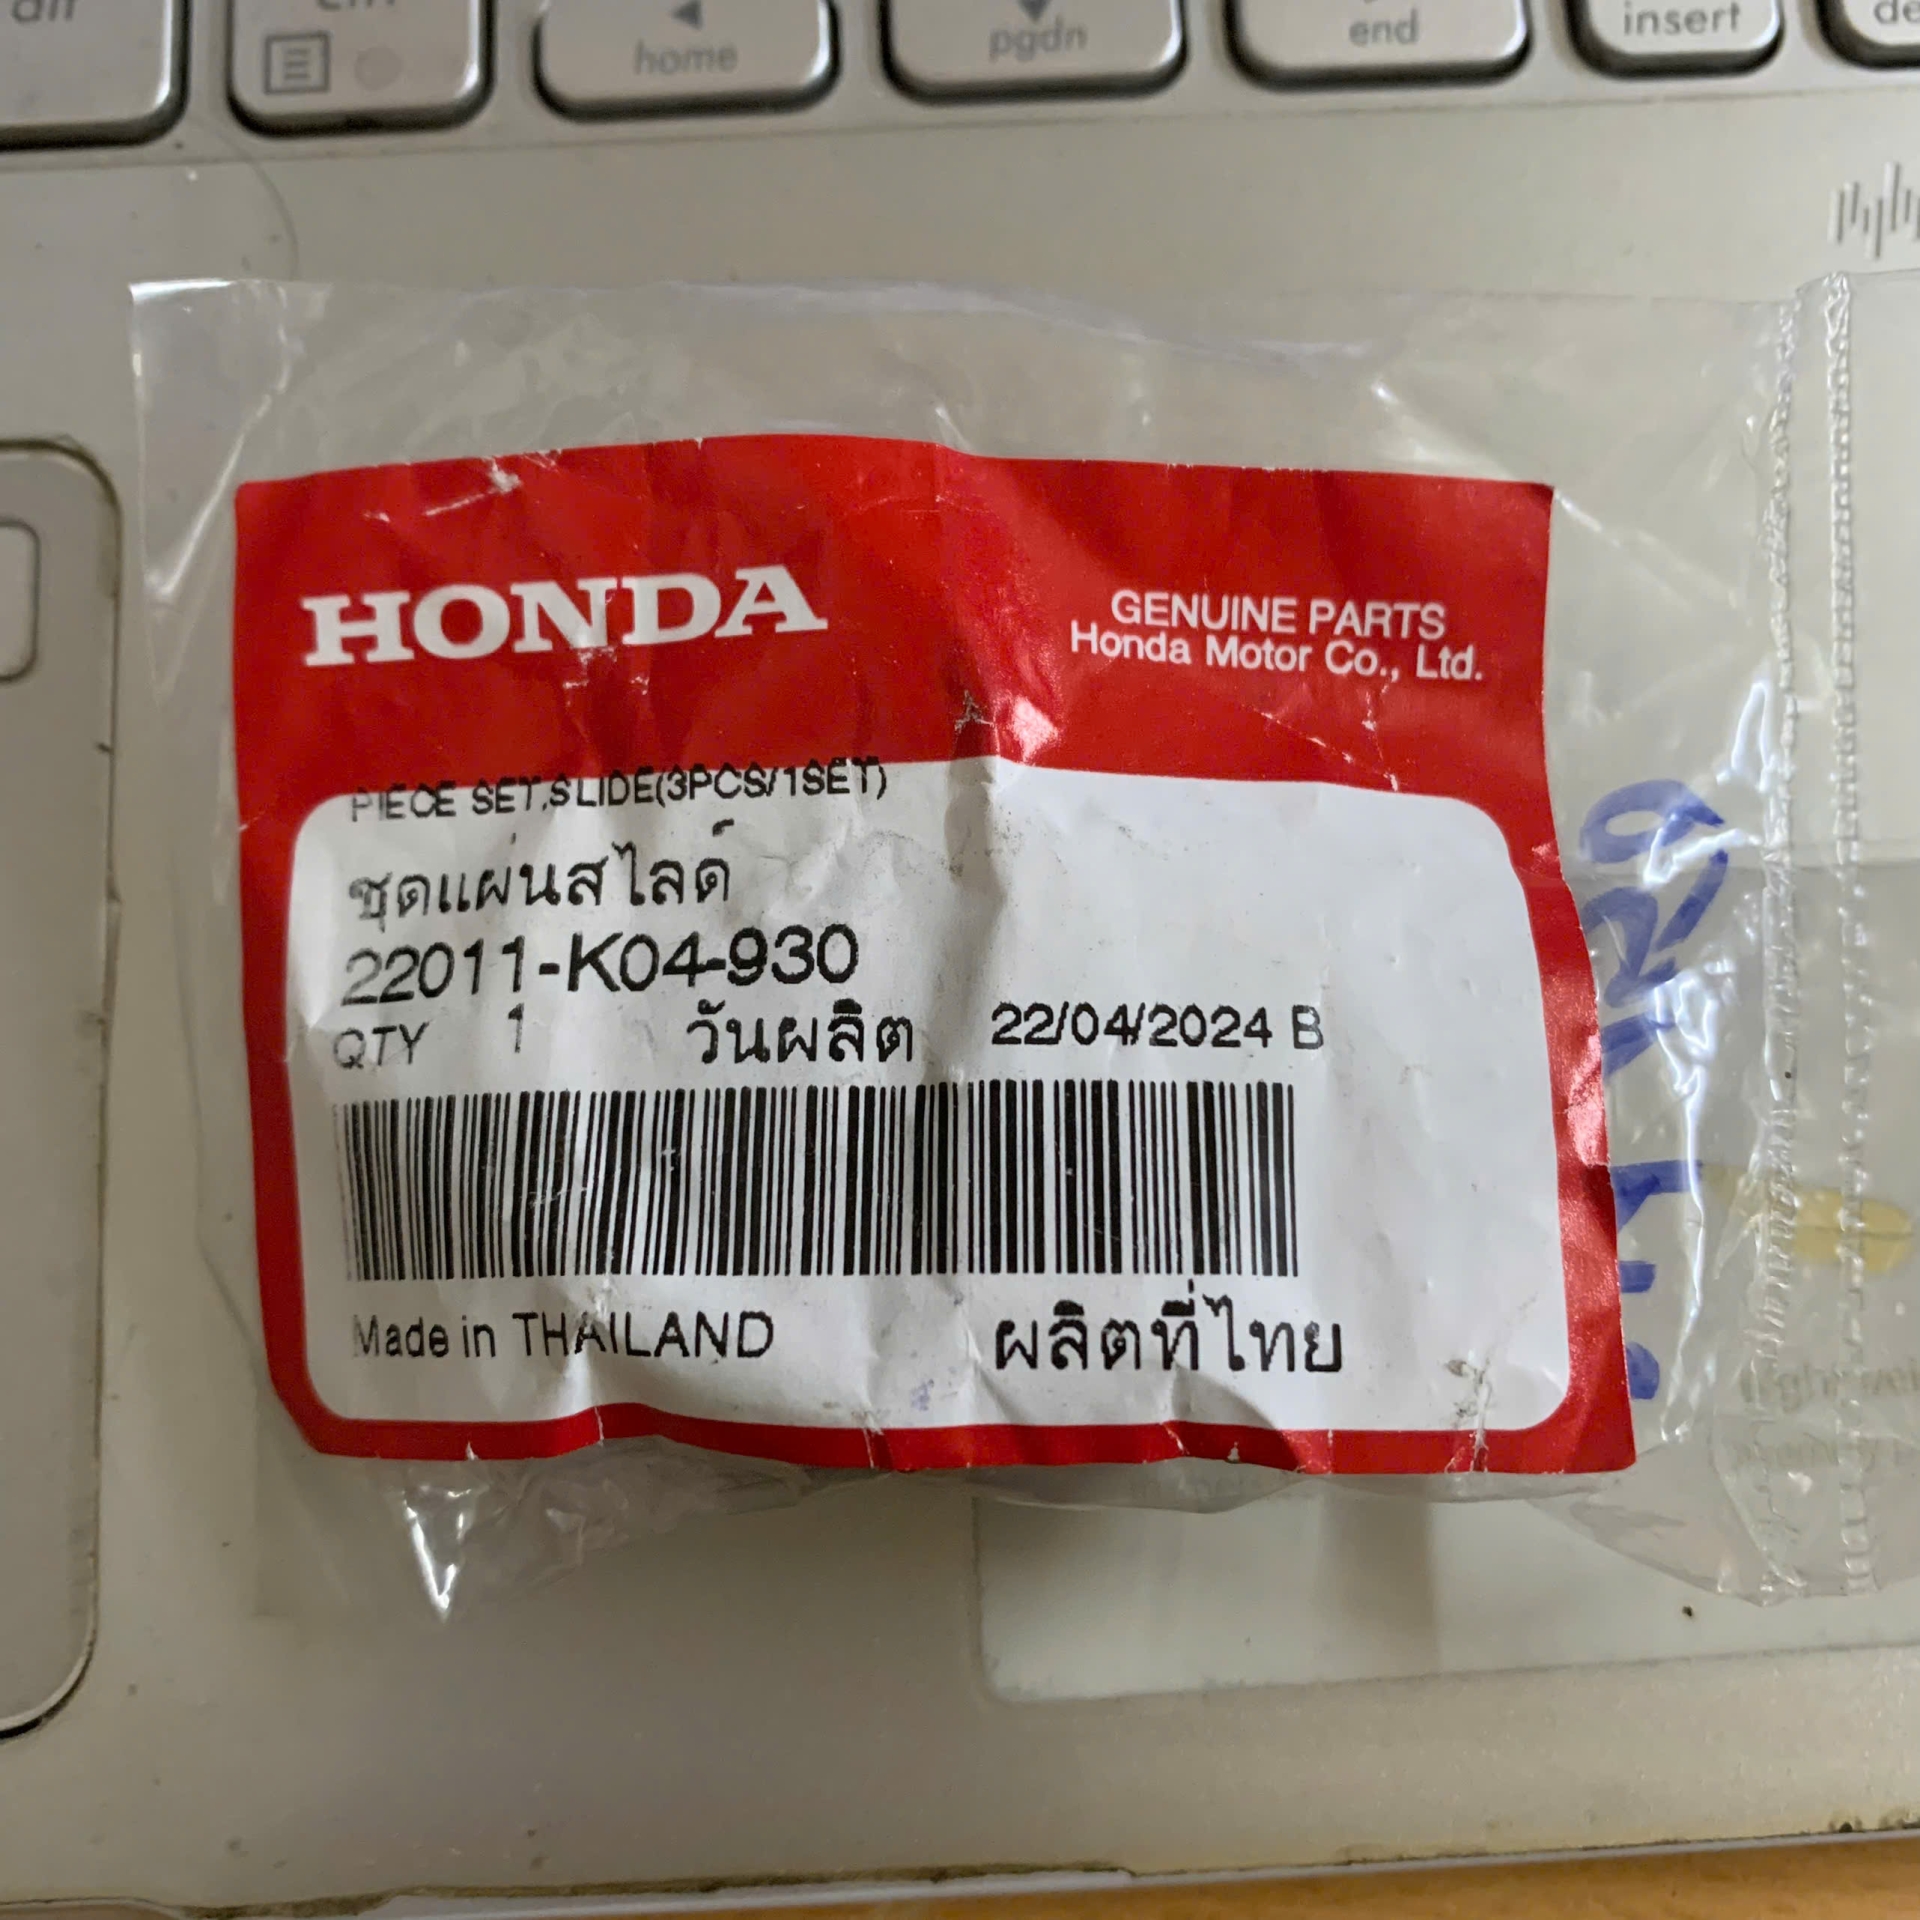 home
pgdn
end
insert
HONDA
GENUINE PARTS
Honda Motor Co., Ltd.
PIECE SET,SLIDE(3PCS/1SET)
ชุดแผ่นสไลด์
22011-K04-930
QTY 1 วันผลิต 22/04/2024 B
Made in THAILAND ผลิตที่ไทย